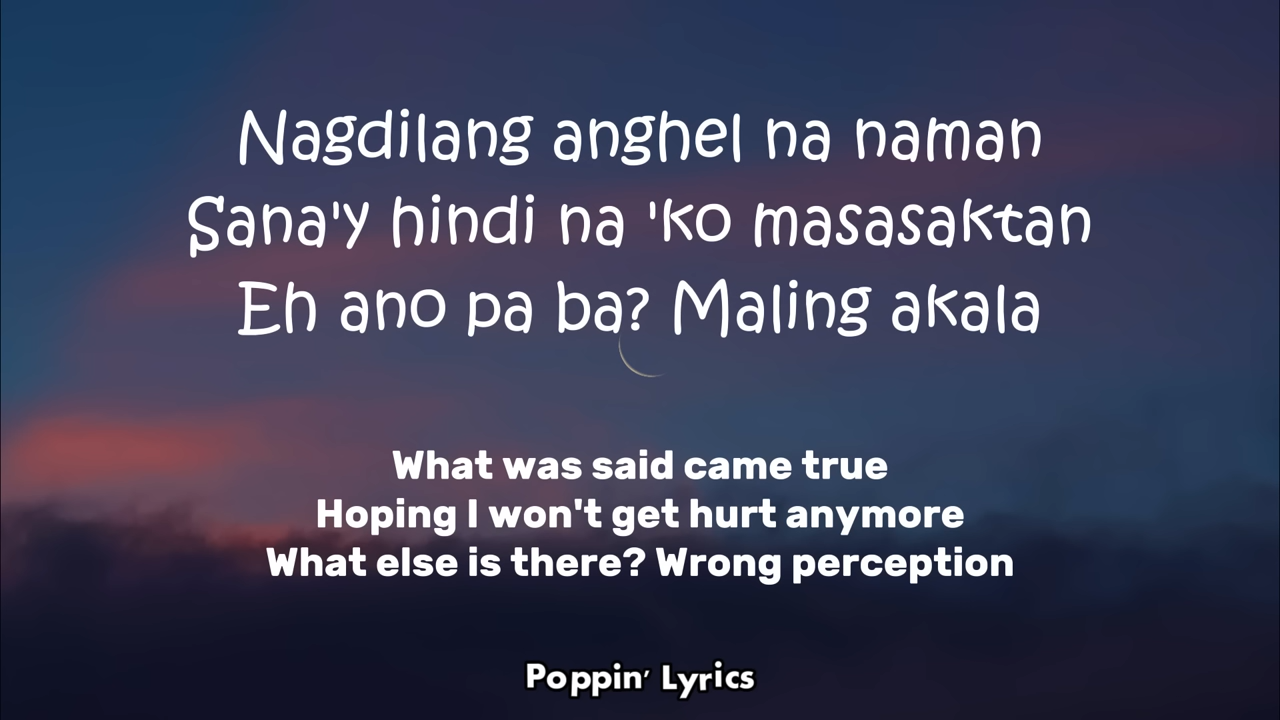 Nagdilang anghel na naman
Sana'y hindi na 'ko masasaktan
Eh ano pa ba? Maling akala
What was said came true
Hoping I won't get hurt anymore
What else is there? Wrong perception
Poppin' Lyrics